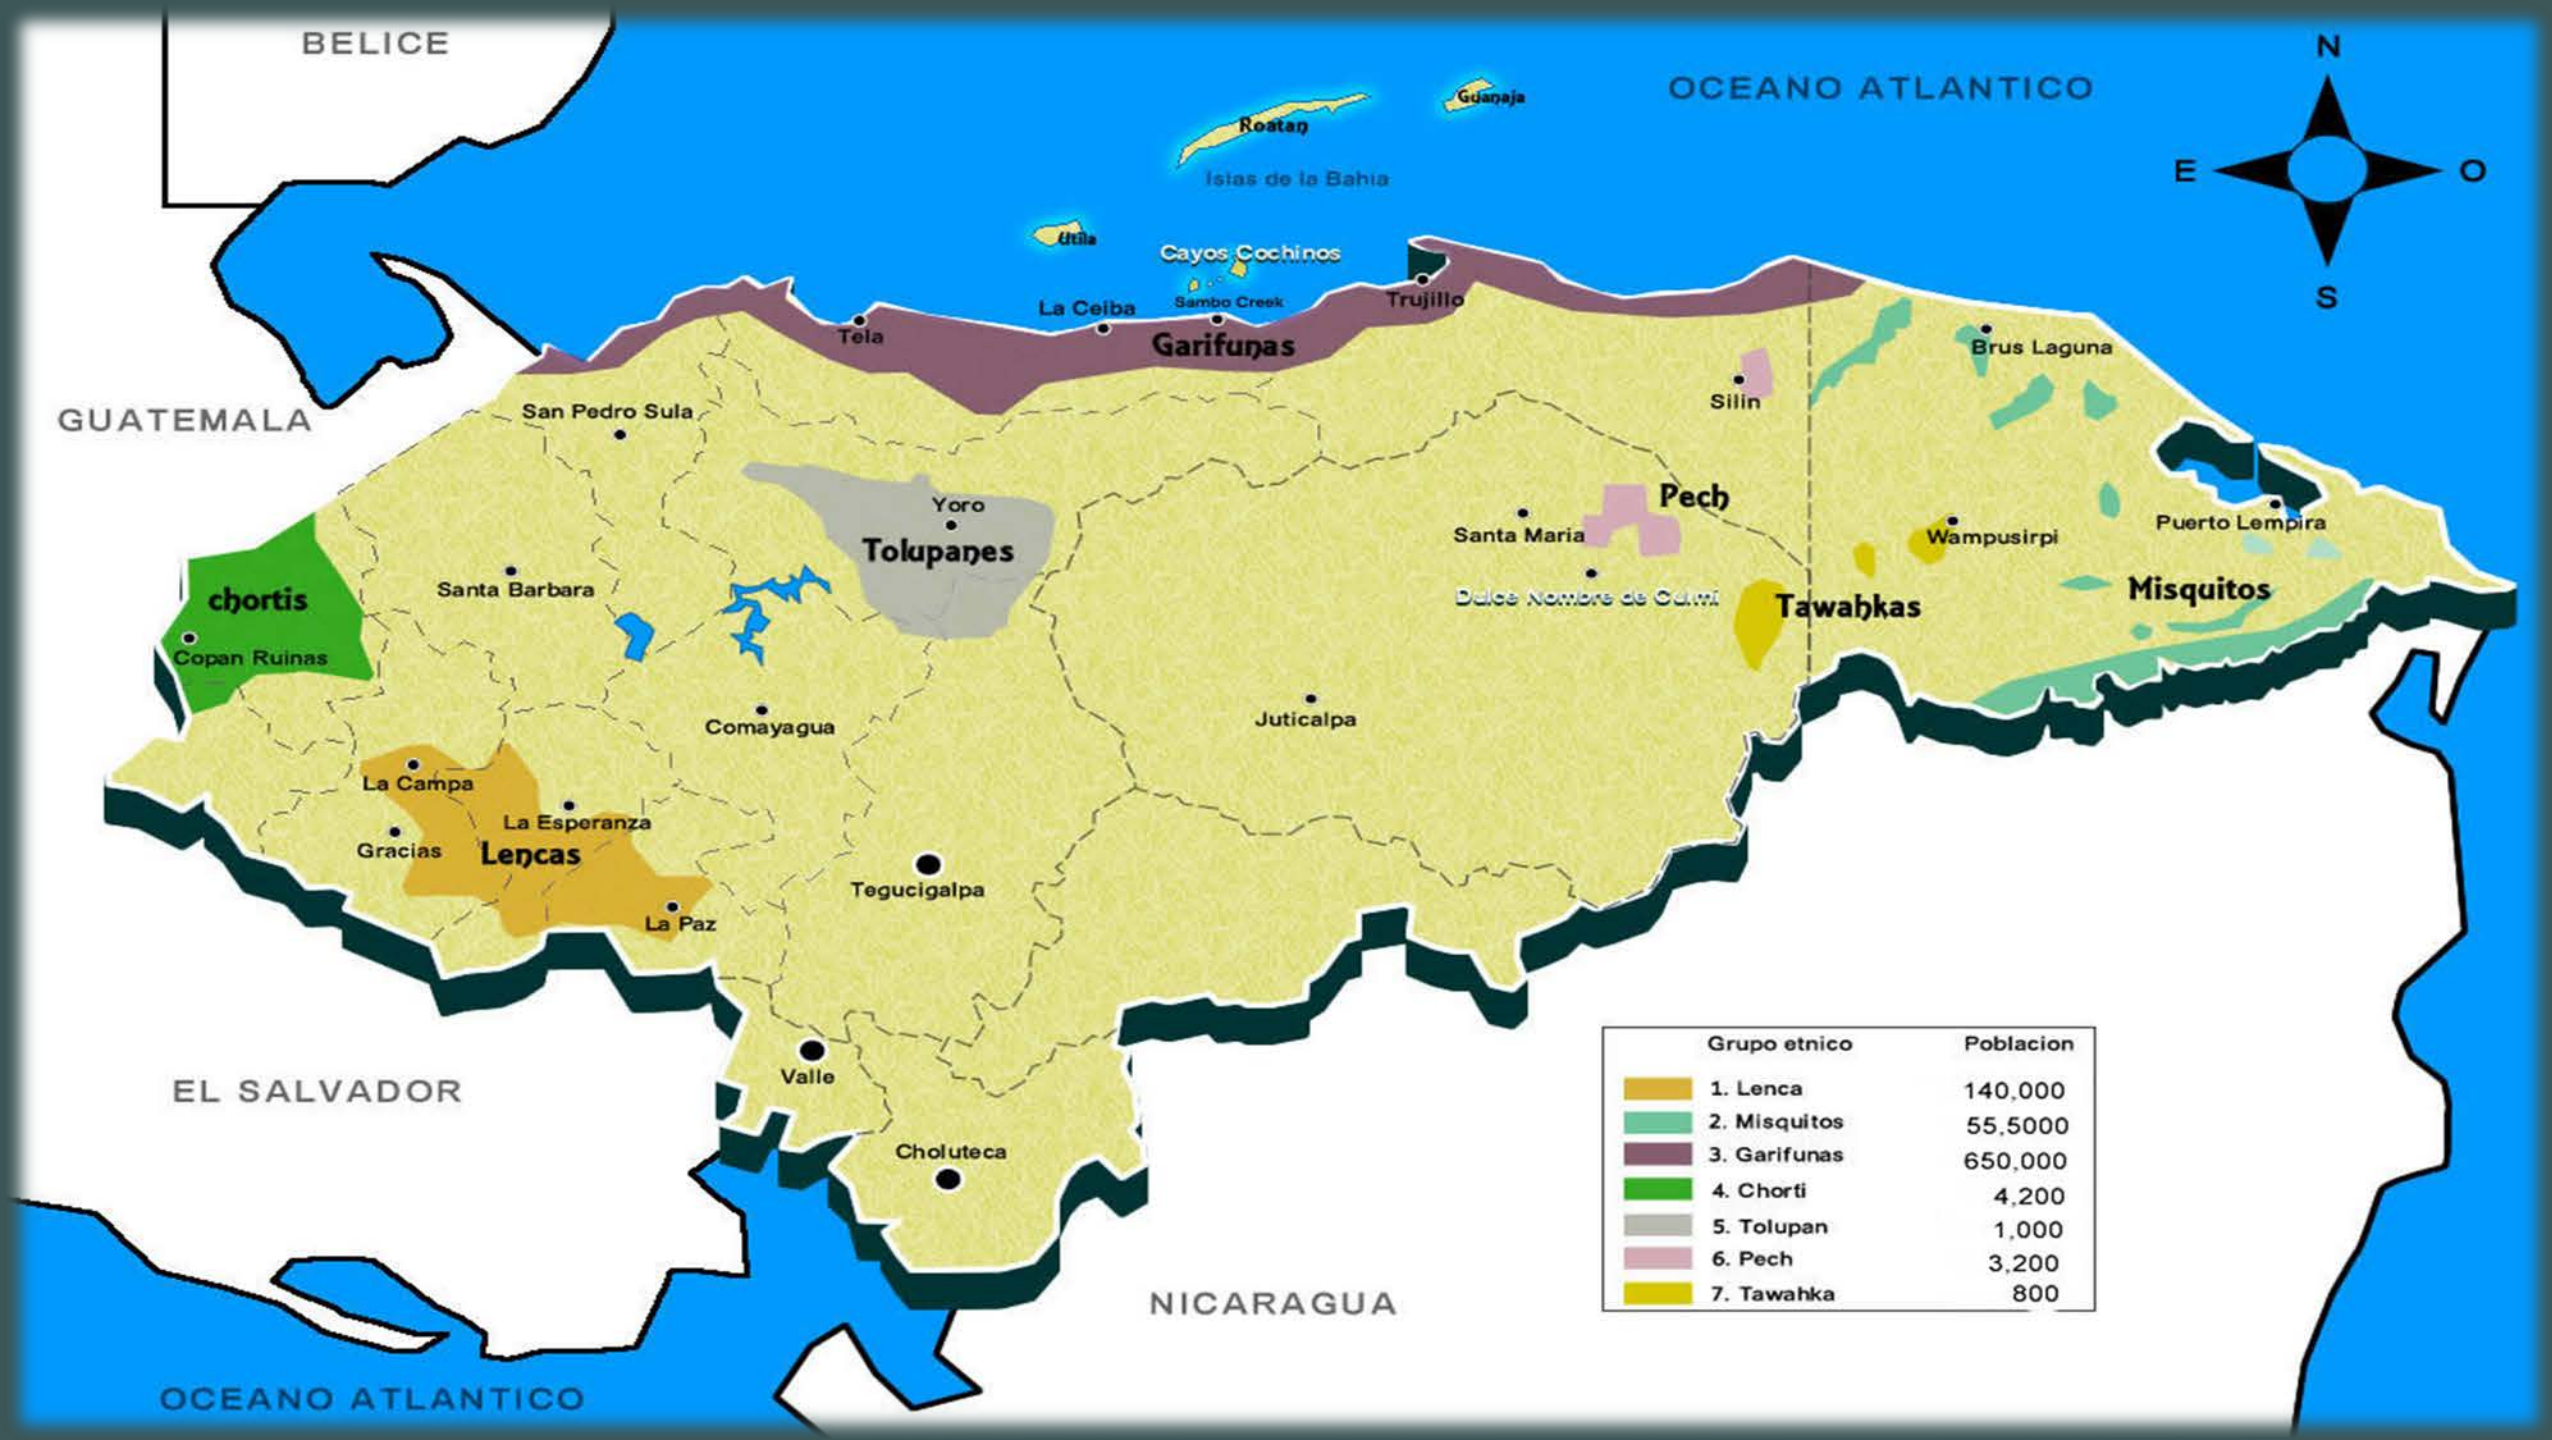 BELICE
OCEANO ATLANTICO
N
E
O
S
Guanaja
Roatan
Islas de la Bahia
Utila
Cayos Cochinos
Sambo Creek
La Ceiba
Trujillo
Tela
Garifunas
Brus Laguna
Silin
GUATEMALA
San Pedro Sula
Yoro
Tolupanes
Pech
Santa Maria
Dulce Nombre de Culmi
Wampusirpi
Puerto Lempira
Tawahkas
Misquitos
chortis
Copan Ruinas
Santa Barbara
Comayagua
Juticalpa
La Campa
La Esperanza
Gracias
Lencas
La Paz
Tegucigalpa
Valle
Choluteca
EL SALVADOR
NICARAGUA
OCEANO ATLANTICO
Grupo etnico Poblacion
1. Lenca 140,000
2. Misquitos 55,5000
3. Garifunas 650,000
4. Chorti 4,200
5. Tolupan 1,000
6. Pech 3,200
7. Tawahka 800